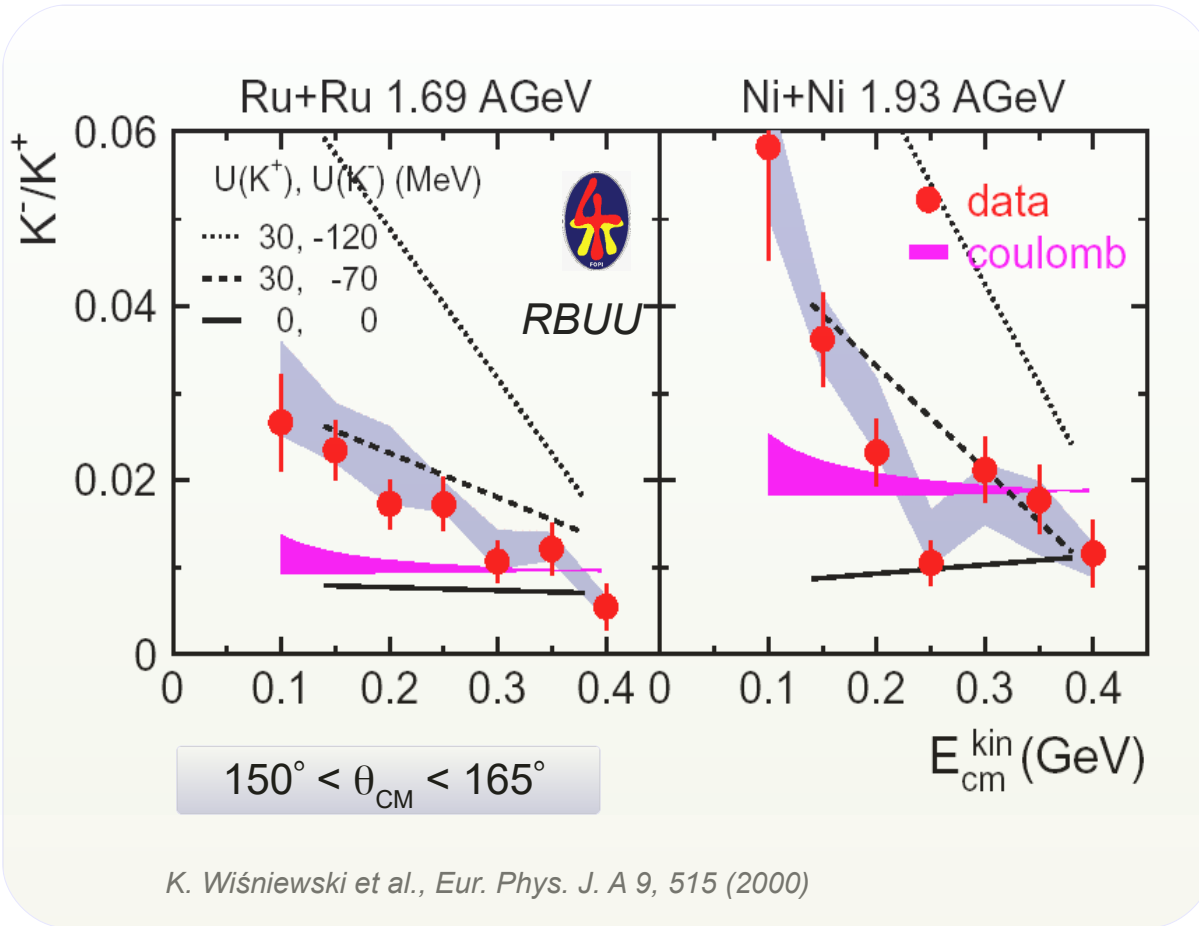 Ru+Ru 1.69 AGeV
Ni+Ni 1.93 AGeV
K⁻/K⁺
0.06
0.04
0.02
0
U(K⁺), U(K⁻) (MeV)
30, -120
30, -70
0, 0
FOPI
RBUU
data
coulomb
0 0.1 0.2 0.3 0.4 0 0.1 0.2 0.3 0.4
E_cm^kin (GeV)
150° < θ_CM < 165°
K. Wiśniewski et al., Eur. Phys. J. A 9, 515 (2000)